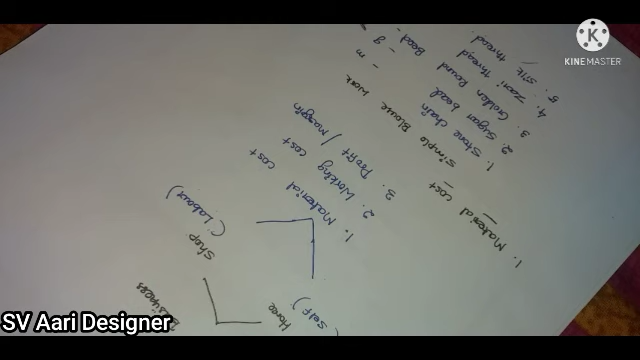 Business
Home
(Self)
Shop
(Labour)
1. Material cost
2. Working cost
3. Profit / Margin
1. Material cost
Simple Blouse work
1. Stone chain - m
2. Sugar bead - g
3. Golden Round Bead -
4. Zari thread
5. Silk thread.
KINEMASTER
SV Aari Designer